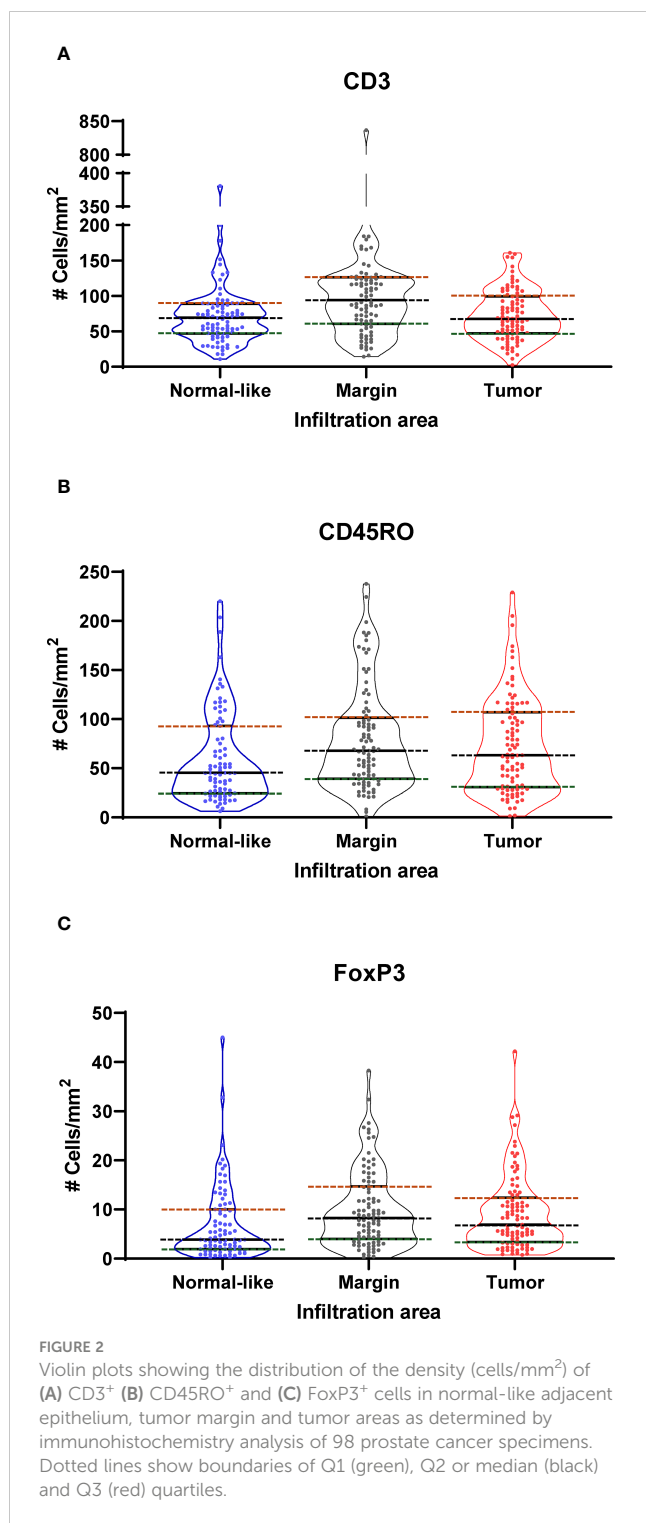 A
CD3
850
800
400
350
200
150
100
50
0
# Cells/mm²
Normal-like Margin Tumor
Infiltration area
B
CD45RO
250
200
150
100
50
0
# Cells/mm²
Normal-like Margin Tumor
Infiltration area
C
FoxP3
50
40
30
20
10
0
# Cells/mm²
Normal-like Margin Tumor
Infiltration area
FIGURE 2
Violin plots showing the distribution of the density (cells/mm²) of
(A) CD3⁺ (B) CD45RO⁺ and (C) FoxP3⁺ cells in normal-like adjacent
epithelium, tumor margin and tumor areas as determined by
immunohistochemistry analysis of 98 prostate cancer specimens.
Dotted lines show boundaries of Q1 (green), Q2 or median (black)
and Q3 (red) quartiles.